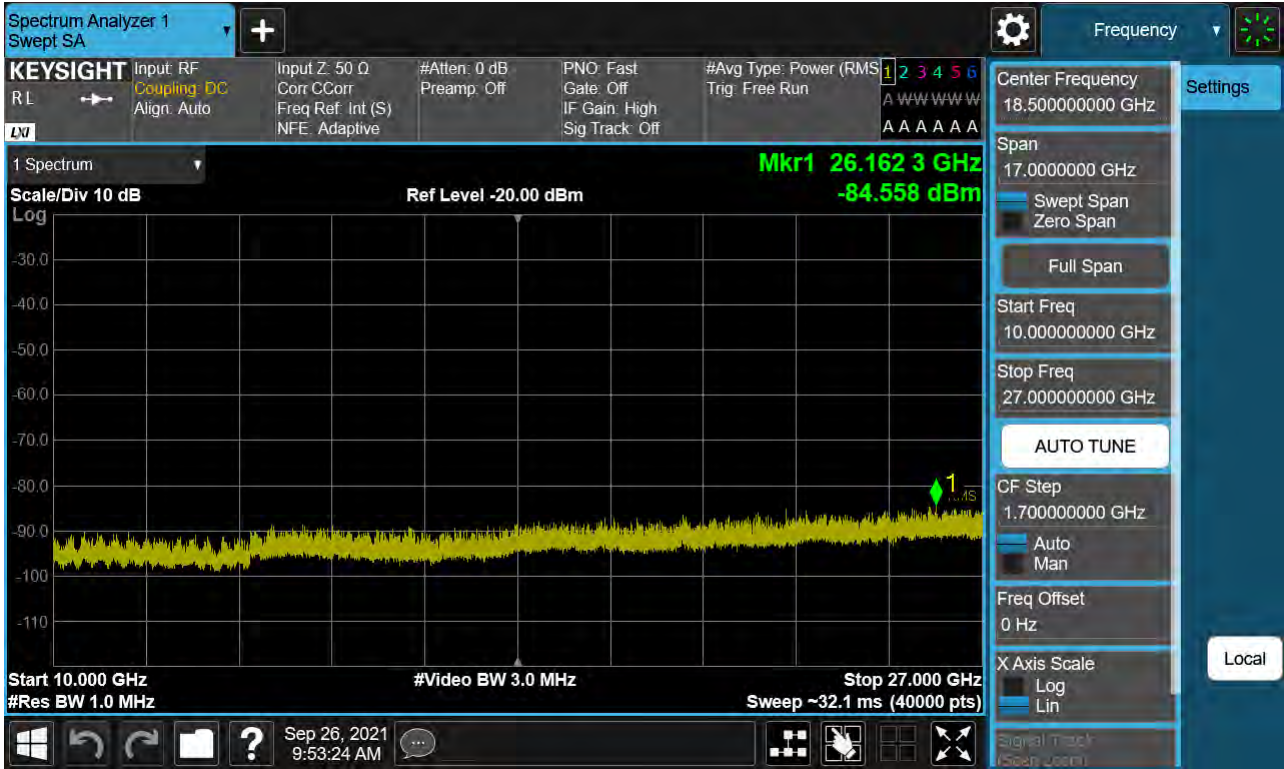 Spectrum Analyzer 1
Swept SA
+
Frequency
KEYSIGHT
R L
LXI
Input: RF
Coupling: DC
Align: Auto
Input Z: 50 Ω
Corr CCorr
Freq Ref: Int (S)
NFE: Adaptive
#Atten: 0 dB
Preamp: Off
PNO: Fast
Gate: Off
IF Gain: High
Sig Track: Off
#Avg Type: Power (RMS
Trig: Free Run
1 2 3 4 5 6
A W W W W W
A A A A A A
1 Spectrum
Scale/Div 10 dB
Log
Ref Level -20.00 dBm
Mkr1 26.162 3 GHz
-84.558 dBm
-30.0
-40.0
-50.0
-60.0
-70.0
-80.0
-90.0
-100
-110
1
Start 10.000 GHz
#Res BW 1.0 MHz
#Video BW 3.0 MHz
Stop 27.000 GHz
Sweep ~32.1 ms (40000 pts)
Center Frequency
18.500000000 GHz
Span
17.0000000 GHz
Swept Span
Zero Span
Full Span
Start Freq
10.000000000 GHz
Stop Freq
27.000000000 GHz
AUTO TUNE
CF Step
1.700000000 GHz
Auto
Man
Freq Offset
0 Hz
X Axis Scale
Log
Lin
Signal Track
(Span Zoom)
Settings
Local
?
Sep 26, 2021
9:53:24 AM